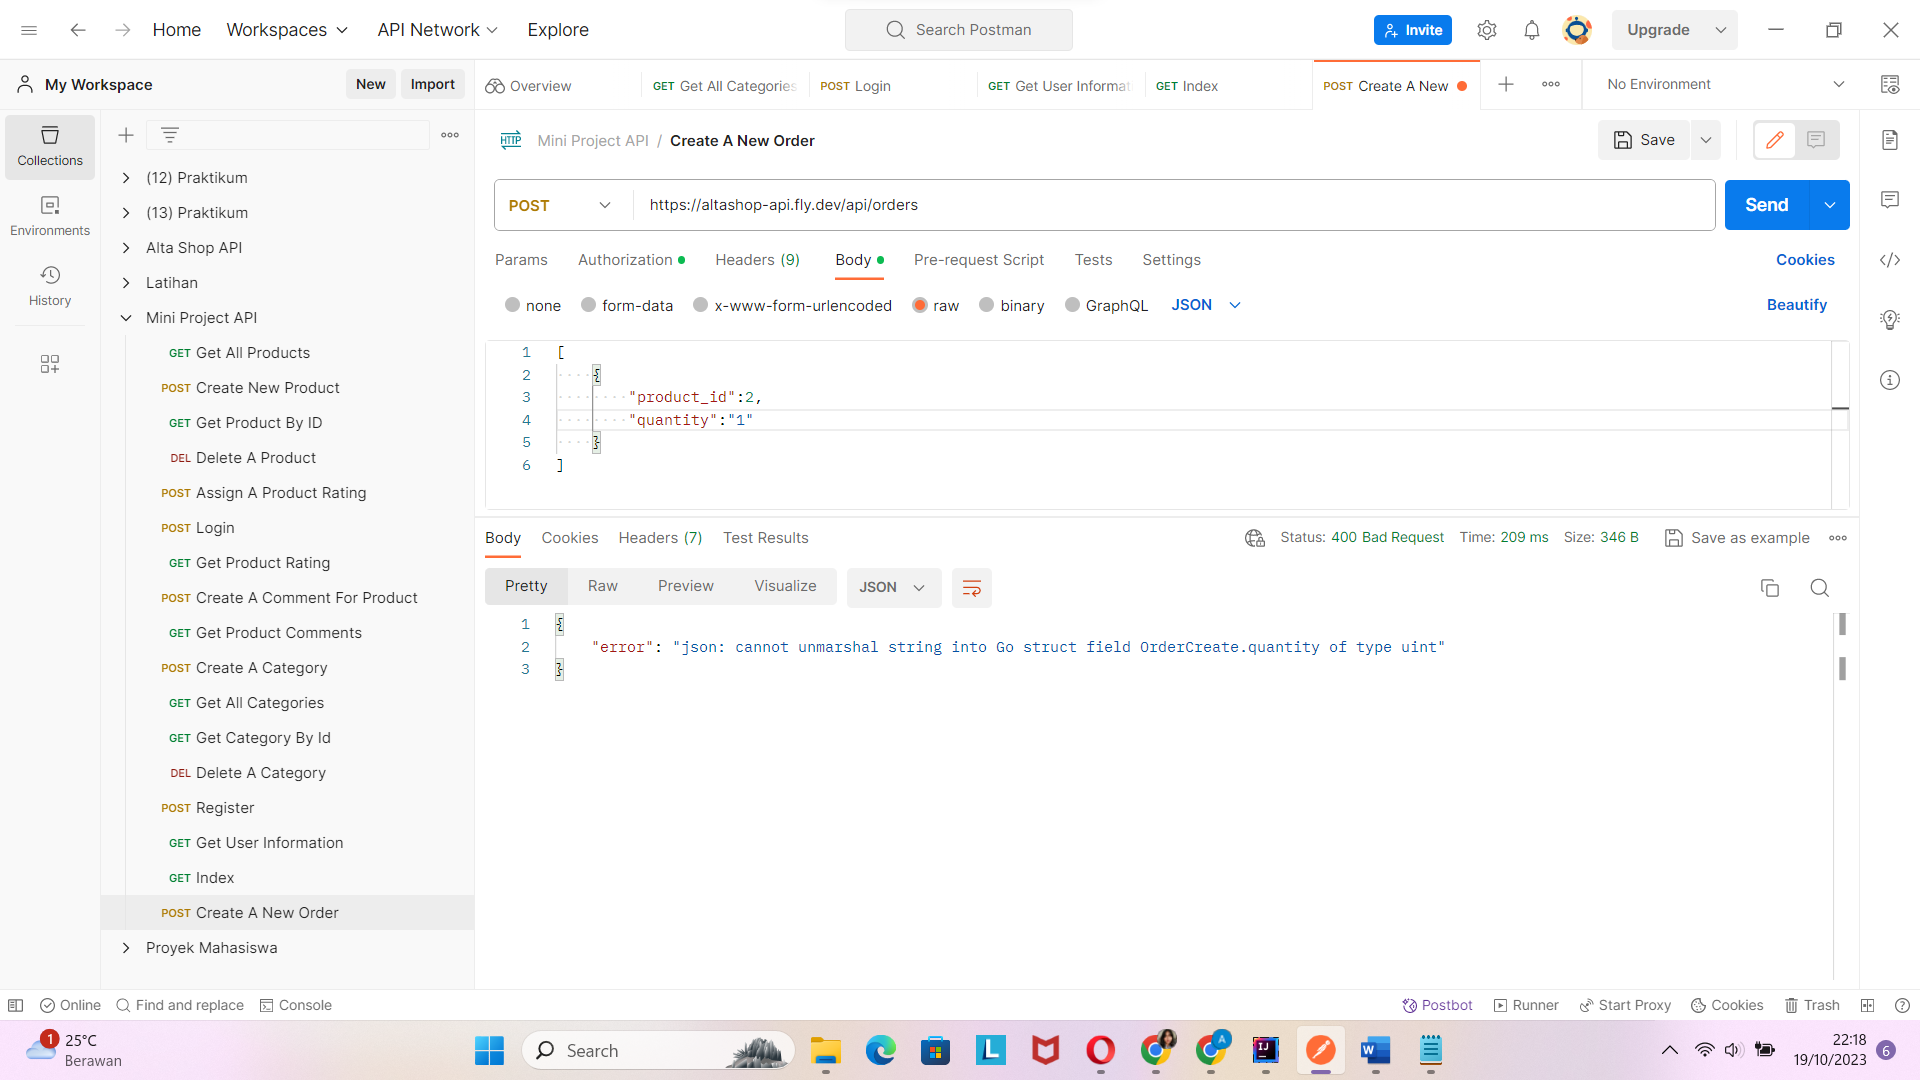 Home
Workspaces
API Network
Explore
Search Postman
Invite
Upgrade
My Workspace
New
Import
Overview
GET Get All Categories
POST Login
GET Get User Informat
GET Index
POST Create A New
No Environment
Collections
Environments
History
(12) Praktikum
(13) Praktikum
Alta Shop API
Latihan
Mini Project API
GET Get All Products
POST Create New Product
GET Get Product By ID
DEL Delete A Product
POST Assign A Product Rating
POST Login
GET Get Product Rating
POST Create A Comment For Product
GET Get Product Comments
POST Create A Category
GET Get All Categories
GET Get Category By Id
DEL Delete A Category
POST Register
GET Get User Information
GET Index
POST Create A New Order
Proyek Mahasiswa
HTTP Mini Project API / Create A New Order
Save
POST
https://altashop-api.fly.dev/api/orders
Send
Params
Authorization
Headers (9)
Body
Pre-request Script
Tests
Settings
Cookies
none
form-data
x-www-form-urlencoded
raw
binary
GraphQL
JSON
Beautify
1 [
2 {
3 "product_id":2,
4 "quantity":"1"
5 }
6 ]
Body
Cookies
Headers (7)
Test Results
Status: 400 Bad Request
Time: 209 ms
Size: 346 B
Save as example
Pretty
Raw
Preview
Visualize
JSON
1 {
2 "error": "json: cannot unmarshal string into Go struct field OrderCreate.quantity of type uint"
3 }
Online
Find and replace
Console
Postbot
Runner
Start Proxy
Cookies
Trash
1
25°C
Berawan
Search
L
A
IJ
W
22:18
19/10/2023
6